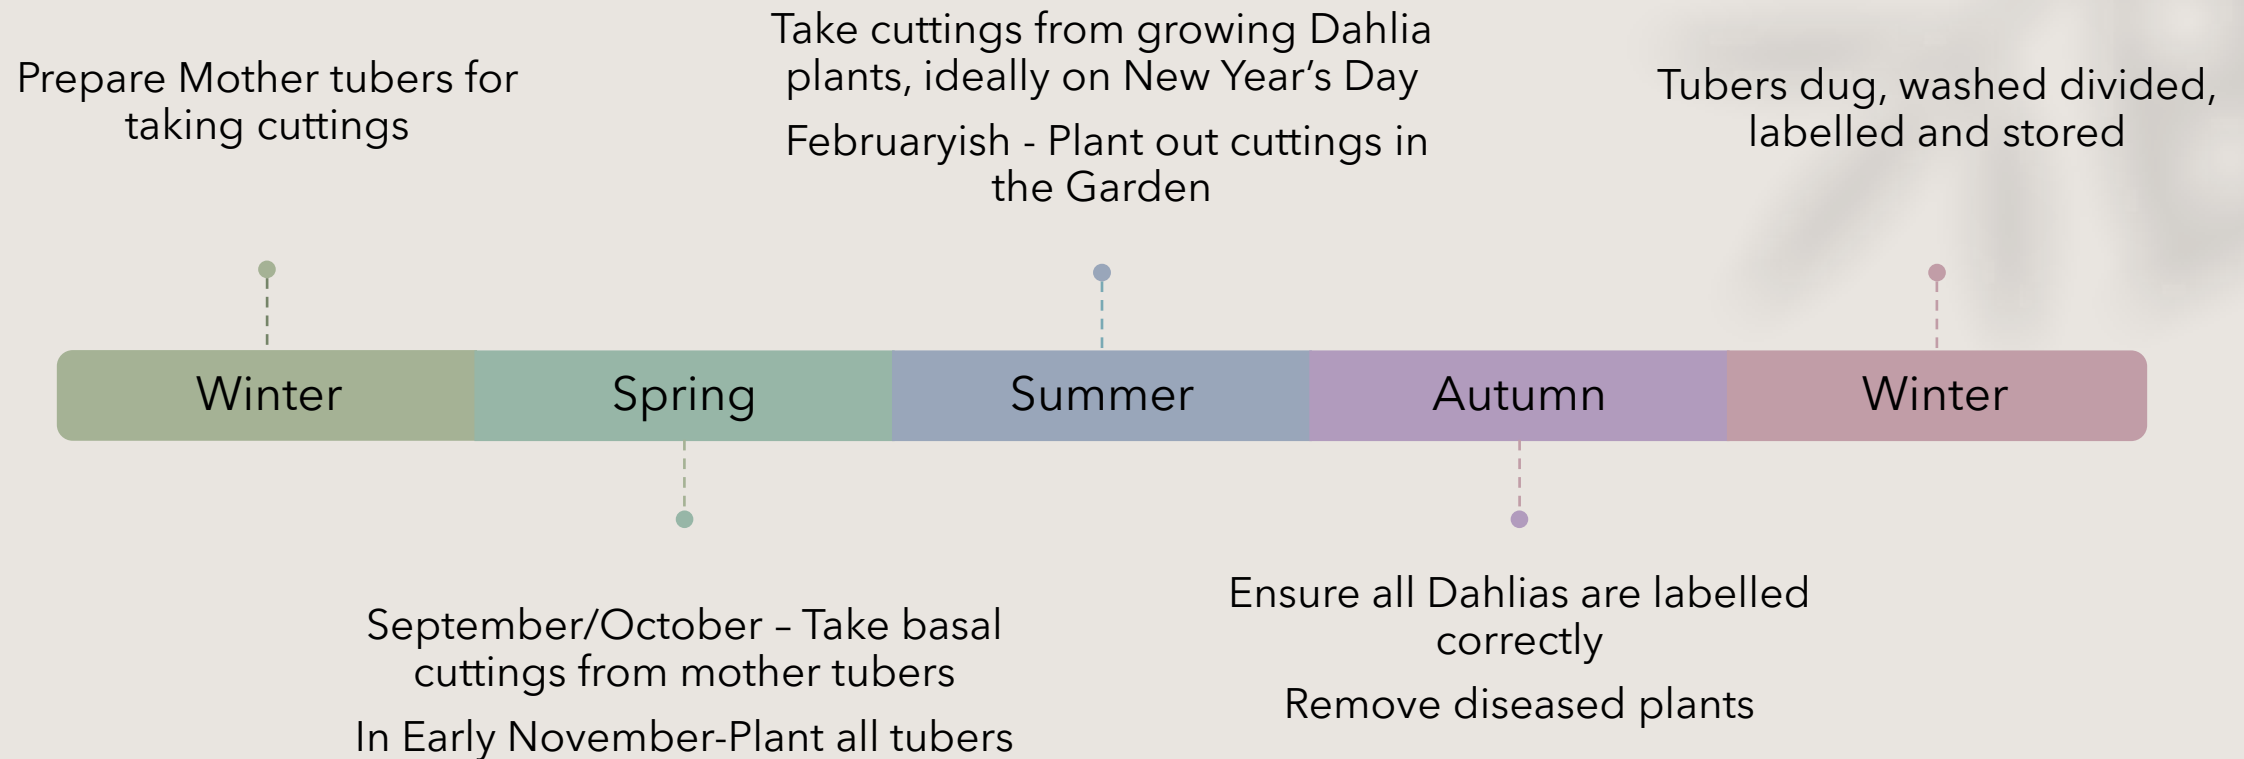 Prepare Mother tubers for
taking cuttings
Take cuttings from growing Dahlia
plants, ideally on New Year's Day
Februaryish - Plant out cuttings in
the Garden
Tubers dug, washed divided,
labelled and stored
Winter
Spring
Summer
Autumn
Winter
September/October – Take basal
cuttings from mother tubers
In Early November-Plant all tubers
Ensure all Dahlias are labelled
correctly
Remove diseased plants